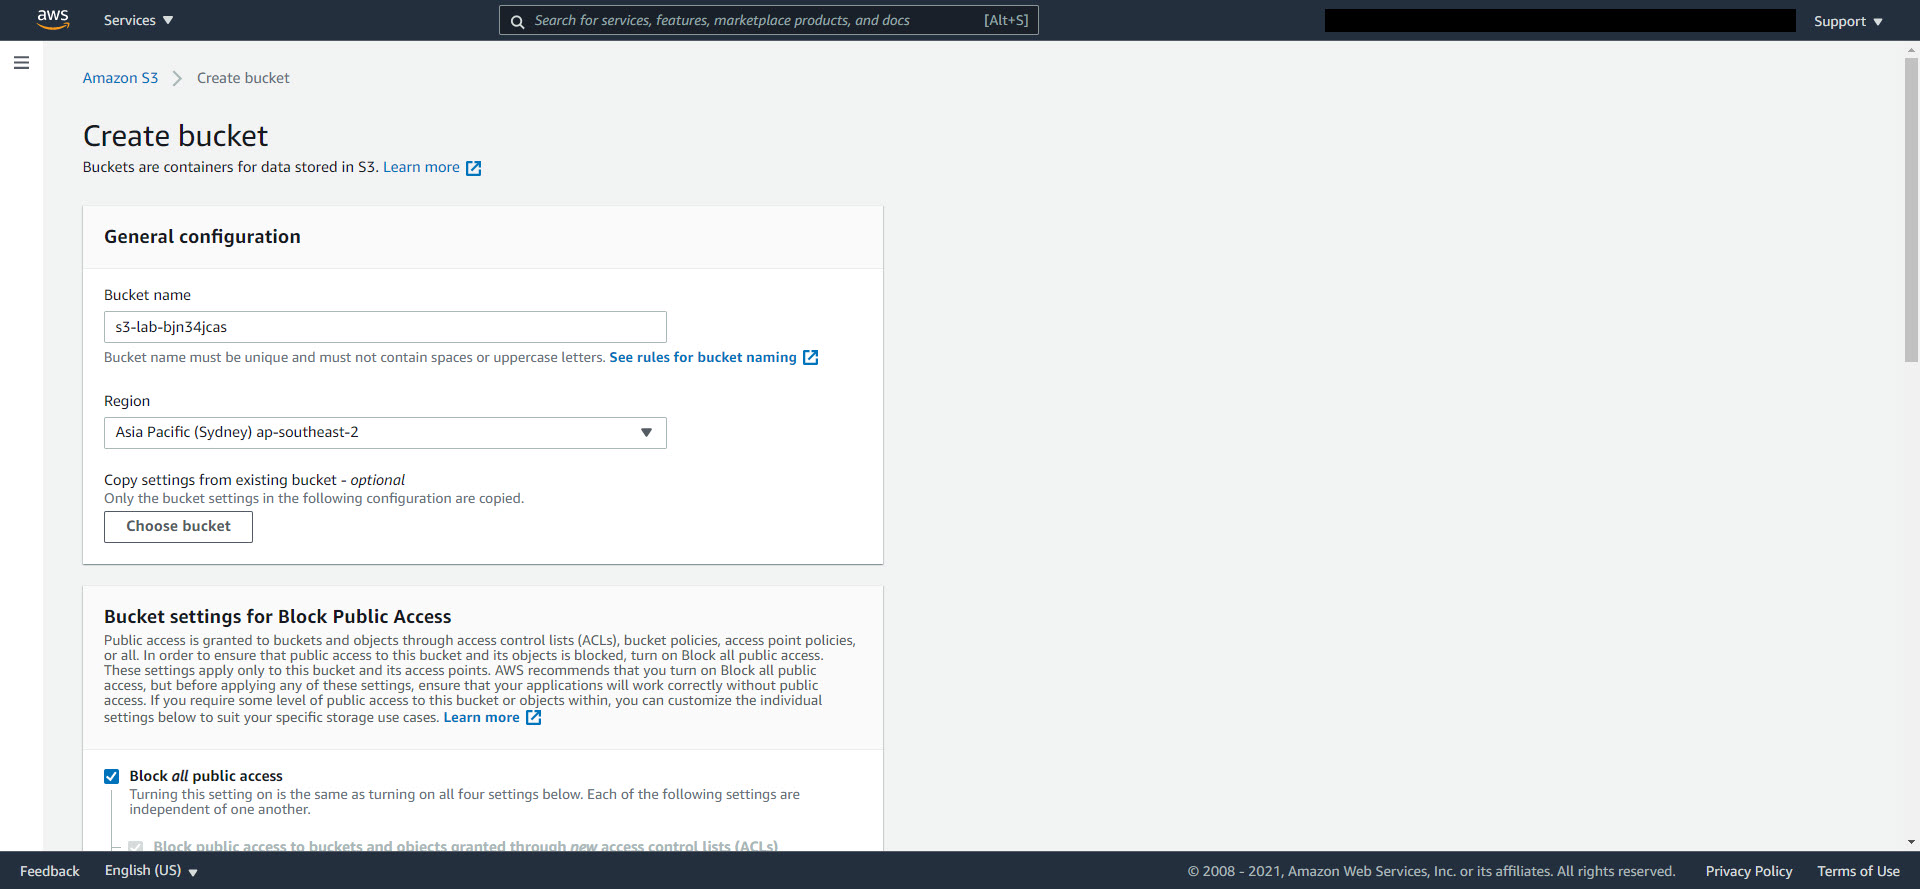 aws
Services
Search for services, features, marketplace products, and docs [Alt+S]
Support
Amazon S3 Create bucket
Create bucket
Buckets are containers for data stored in S3. Learn more
General configuration
Bucket name
s3-lab-bjn34jcas
Bucket name must be unique and must not contain spaces or uppercase letters. See rules for bucket naming
Region
Asia Pacific (Sydney) ap-southeast-2
Copy settings from existing bucket - optional
Only the bucket settings in the following configuration are copied.
Choose bucket
Bucket settings for Block Public Access
Public access is granted to buckets and objects through access control lists (ACLs), bucket policies, access point policies,
or all. In order to ensure that public access to this bucket and its objects is blocked, turn on Block all public access.
These settings apply only to this bucket and its access points. AWS recommends that you turn on Block all public
access, but before applying any of these settings, ensure that your applications will work correctly without public
access. If you require some level of public access to this bucket or objects within, you can customize the individual
settings below to suit your specific storage use cases. Learn more
Block all public access
Turning this setting on is the same as turning on all four settings below. Each of the following settings are
independent of one another.
Block public access to buckets and objects granted through new access control lists (ACLs)
Feedback English (US)
© 2008 - 2021, Amazon Web Services, Inc. or its affiliates. All rights reserved. Privacy Policy Terms of Use